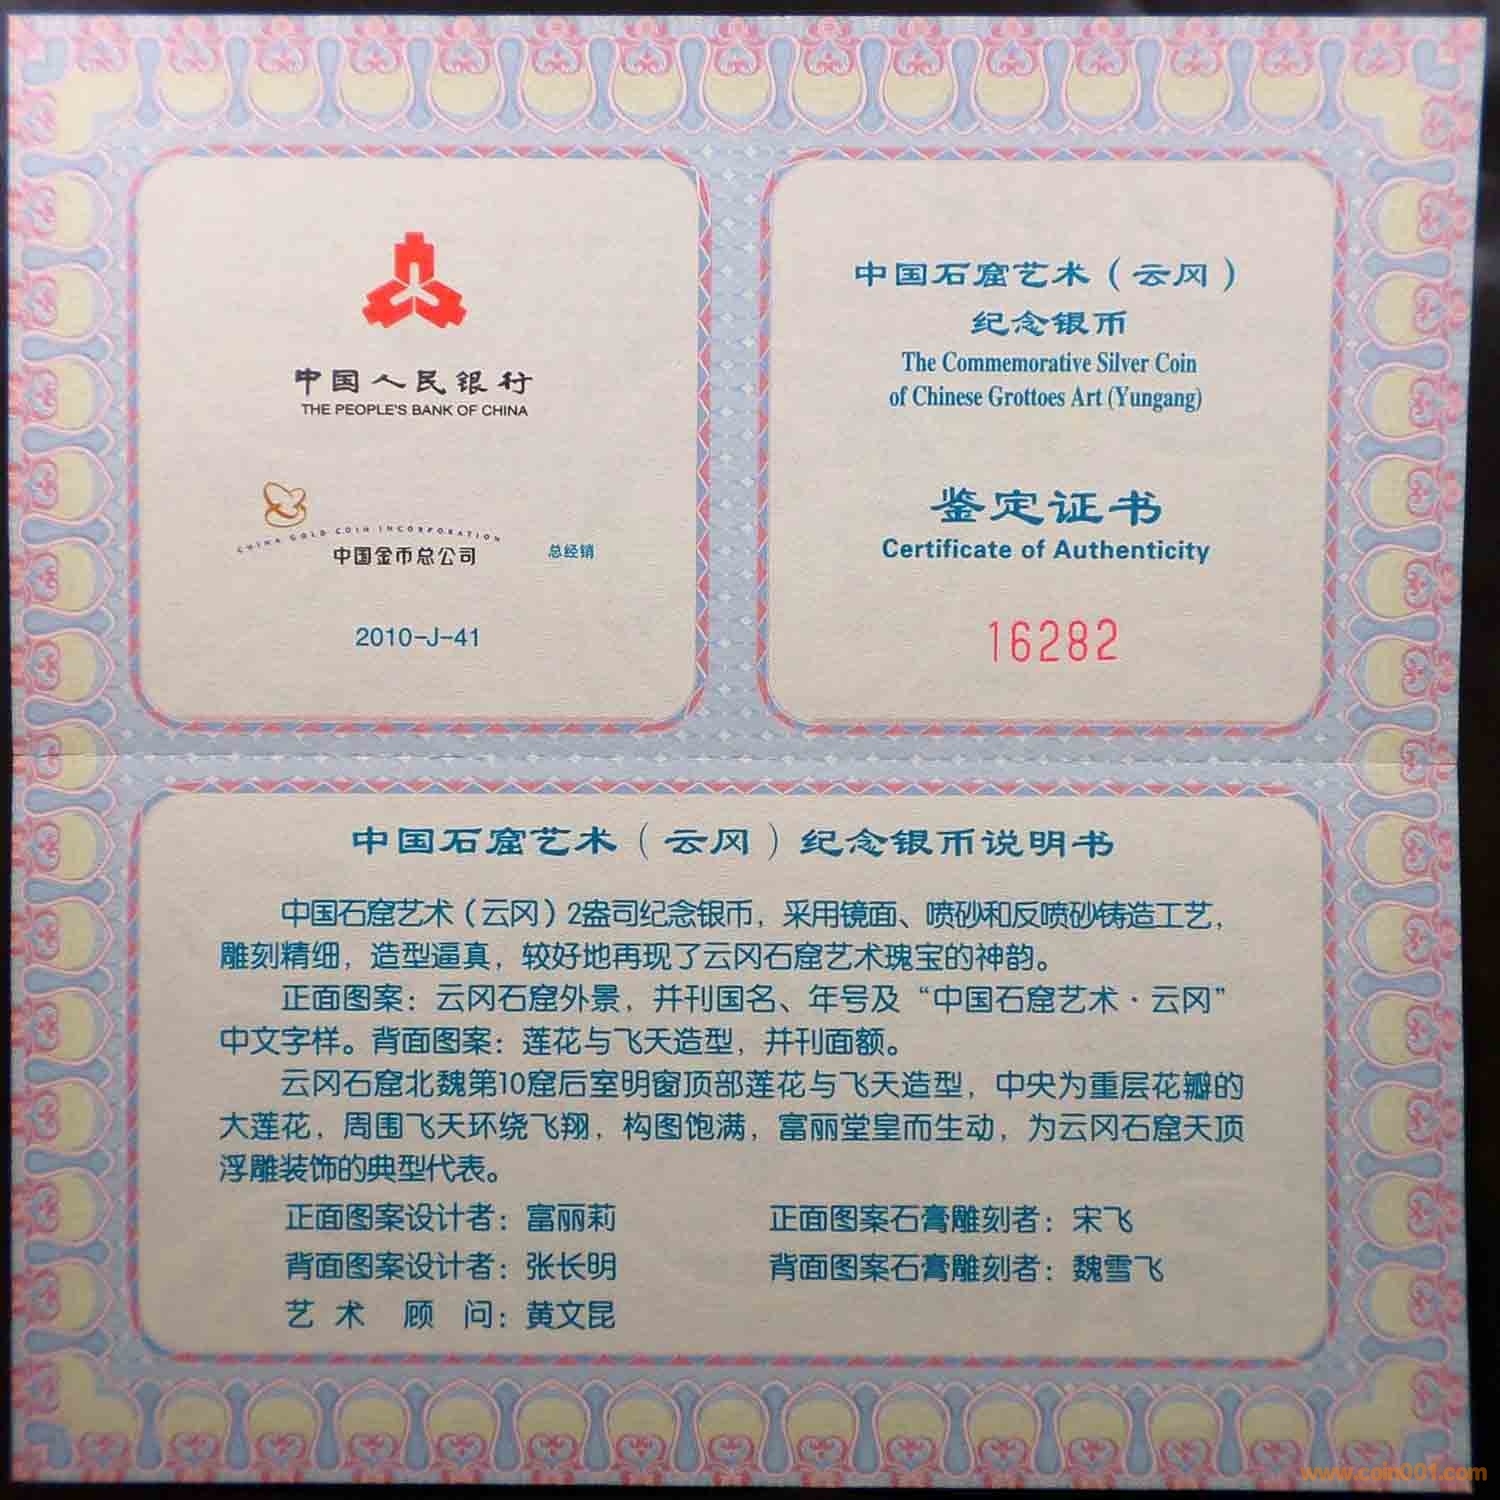 中国人民银行
THE PEOPLE'S BANK OF CHINA
CHINA GOLD COIN INCORPORATION
中国金币总公司 总经销
2010-J-41
中国石窟艺术（云冈）
纪念银币
The Commemorative Silver Coin
of Chinese Grottoes Art (Yungang)
鉴定证书
Certificate of Authenticity
16282
中国石窟艺术（云冈）纪念银币说明书
中国石窟艺术（云冈）2盎司纪念银币，采用镜面、喷砂和反喷砂铸造工艺，
雕刻精细，造型逼真，较好地再现了云冈石窟艺术瑰宝的神韵。
正面图案：云冈石窟外景，并刊国名、年号及“中国石窟艺术·云冈”
中文字样。背面图案：莲花与飞天造型，并刊面额。
云冈石窟北魏第10窟后室明窗顶部莲花与飞天造型，中央为重层花瓣的
大莲花，周围飞天环绕飞翔，构图饱满，富丽堂皇而生动，为云冈石窟天顶
浮雕装饰的典型代表。
正面图案设计者：富丽莉 正面图案石膏雕刻者：宋飞
背面图案设计者：张长明 背面图案石膏雕刻者：魏雪飞
艺术顾问：黄文昆
www.coin001.com